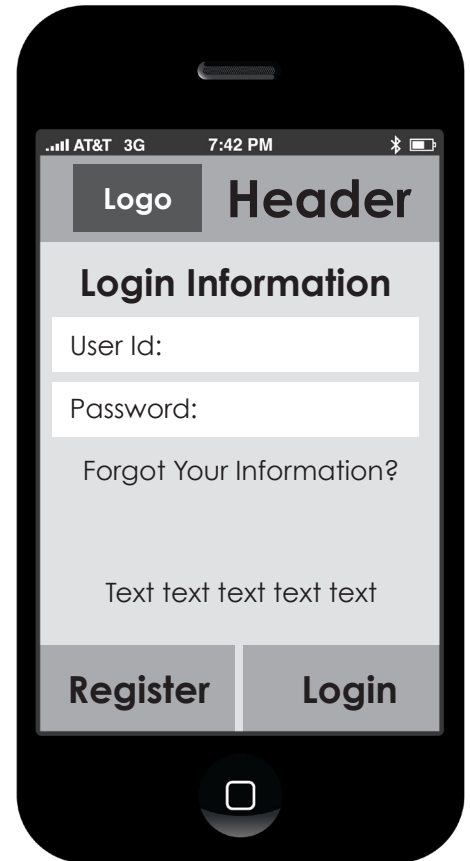 AT&T 3G 7:42 PM
Logo Header
Login Information
User Id:
Password:
Forgot Your Information?
Text text text text text
Register Login